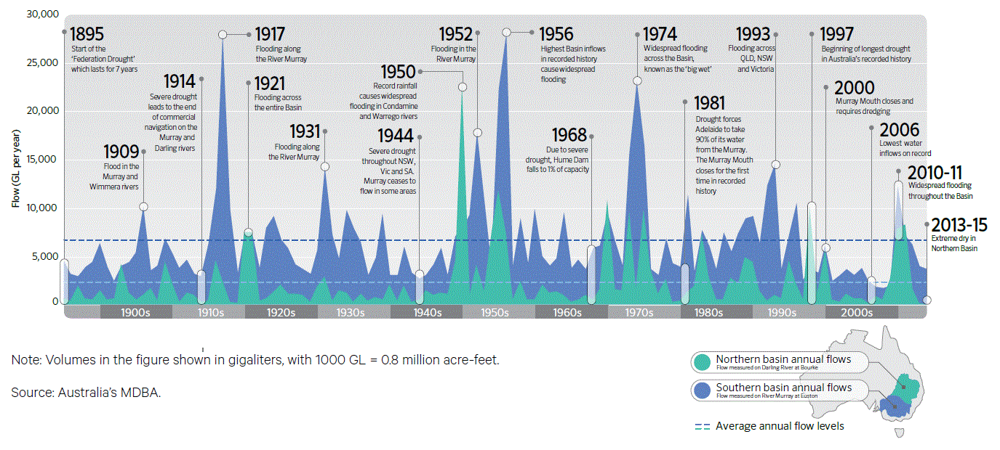 Flow (GL per year)
30,000
25,000
20,000
15,000
10,000
5,000
0
1895
Start of the
‘Federation Drought’
which lasts for 7 years
1909
Flood in the
Murray and
Wimmera rivers
1914
Severe drought
leads to the end
of commercial
navigation on the
Murray and
Darling rivers
1917
Flooding along
the River Murray
1921
Flooding across
the entire Basin
1931
Flooding along
the River Murray
1944
Severe drought
throughout NSW,
Vic and SA.
Murray ceases to
flow in some areas
1950
Record rainfall
causes widespread
flooding in Condamine
and Warrego rivers
1952
Flooding in the
River Murray
1956
Highest Basin inflows
in recorded history
cause widespread
flooding
1968
Due to severe
drought, Hume Dam
falls to 1% of capacity
1974
Widespread flooding
across the Basin,
known as the ‘big wet’
1981
Drought forces
Adelaide to take
90% of its water
from the Murray.
The Murray Mouth
closes for the first
time in recorded
history
1993
Flooding across
QLD, NSW
and Victoria
1997
Beginning of longest drought
in Australia’s recorded history
2000
Murray Mouth closes and
requires dredging
2006
Lowest water
inflows on record
2010-11
Widespread flooding
throughout the Basin
2013-15
Extreme dry in
Northern Basin
1900s
1910s
1920s
1930s
1940s
1950s
1960s
1970s
1980s
1990s
2000s
Note: Volumes in the figure shown in gigaliters, with 1000 GL = 0.8 million acre-feet.
Source: Australia’s MDBA.
Northern basin annual flows
Flow measured on Darling River at Bourke
Southern basin annual flows
Flow measured on River Murray at Euston
Average annual flow levels